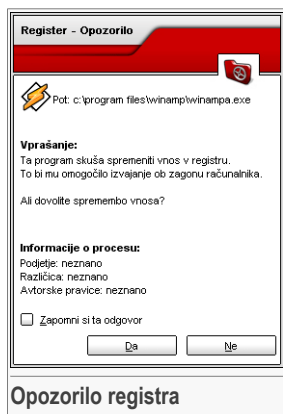 Register - Opozorilo
Pot: c:\program files\winamp\winampa.exe
Vprašanje:
Ta program skuša spremeniti vnos v registru.
To bi mu omogočilo izvajanje ob zagonu računalnika.
Ali dovolite spremembo vnosa?
Informacije o procesu:
Podjetje: neznano
Različica: neznano
Avtorske pravice: neznano
Zapomni si ta odgovor
Da
Ne
Opozorilo registra